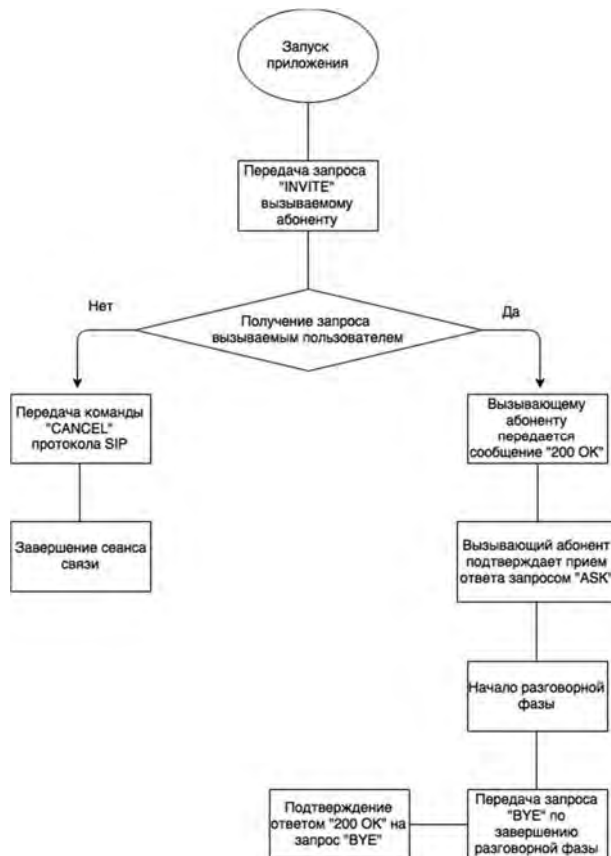 Запуск
приложения
Передача запроса
"INVITE"
вызываемому
абоненту
Нет
Да
Получение запроса
вызываемым пользователем
Передача команды
"CANCEL"
протокола SIP
Вызывающему
абоненту
передается
сообщение "200 OK"
Завершение сеанса
связи
Вызывающий абонент
подтверждает прием
ответа запросом "ASK"
Начало разговорной
фазы
Подтверждение
ответом "200 OK" на
запрос "BYE"
Передача запроса
"BYE" по
завершению
разговорной фазы